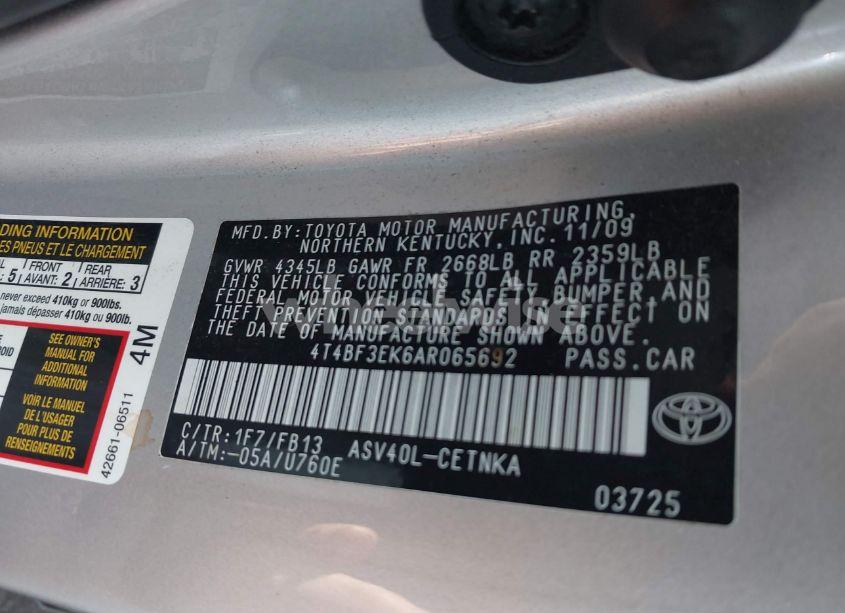 DING INFORMATION
ES PNEUS ET LE CHARGEMENT
5 FRONT 2 REAR 3
AVANT: ARRIÈRE:
never exceed 410kg or 900lbs.
jamais dépasser 410kg ou 900lb.
SEE OWNER'S
MANUAL FOR
ADDITIONAL
INFORMATION
VOIR LE MANUEL
DE L'USAGER
POUR PLUS DE
RENSEIGNEMENTS
4M
42661-06511
MFD.BY:TOYOTA MOTOR MANUFACTURING,
NORTHERN KENTUCKY,INC.11/09
GVWR 4345LB GAWR FR 2668LB RR 2359LB
THIS VEHICLE CONFORMS TO ALL APPLICABLE
FEDERAL MOTOR VEHICLE SAFETY,BUMPER,AND
THEFT PREVENTION STANDARDS IN EFFECT ON
THE DATE OF MANUFACTURE SHOWN ABOVE.
4T4BF3EK6AR065692 PASS.CAR
C/TR:1F7/FB13 ASV40L-CETNKA
A/TM:-05A/U760E
03725